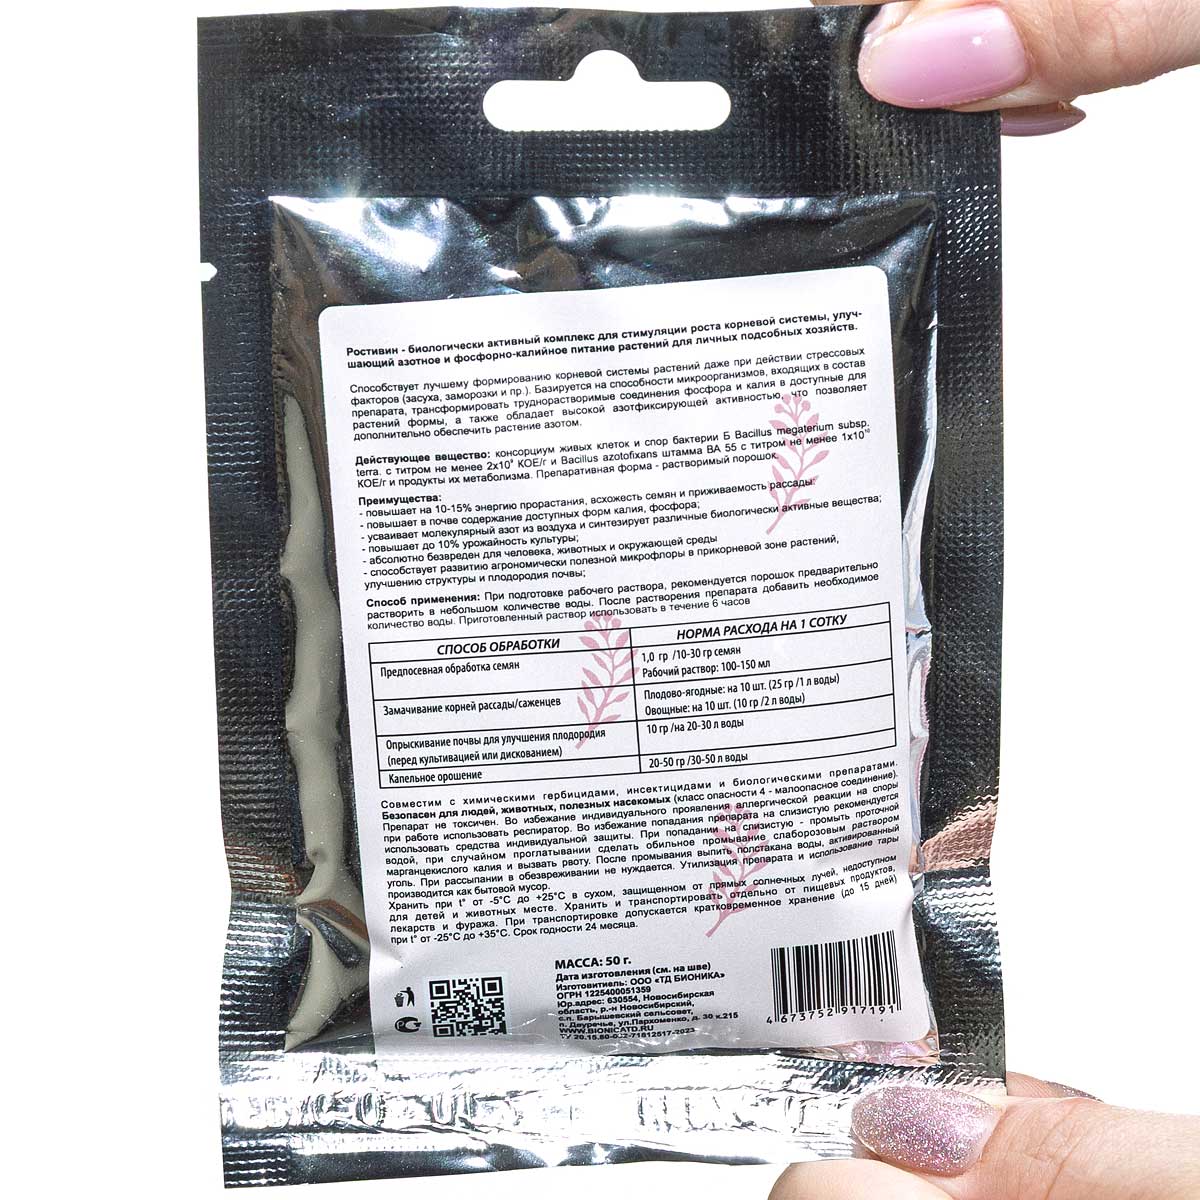 Ростивин - биологически активный комплекс для стимуляции роста корневой системы, улуч-
шающий азотное и фосфорно-калийное питание растений для личных подсобных хозяйств.
Способствует лучшему формированию корневой системы растений даже при действии стрессовых
факторов (засуха, заморозки и пр.). Базируется на способности микроорганизмов, входящих в состав
препарата, трансформировать труднорастворимые соединения фосфора и калия в доступные для
растений формы, а также обладает высокой азотфиксирующей активностью, что позволяет
дополнительно обеспечить растение азотом.
Действующее вещество: консорциум живых клеток и спор бактерии Б Bacillus megaterium subsp.
terra. с титром не менее 2x10⁹ КОЕ/г и Bacillus azotofixans штамма ВА 55 с титром не менее 1x10¹⁰
КОЕ/г и продукты их метаболизма. Препаративная форма - растворимый порошок.
Преимущества:
- повышает на 10-15% энергию прорастания, всхожесть семян и приживаемость рассады:
- повышает в почве содержание доступных форм калия, фосфора;
- усваивает молекулярный азот из воздуха и синтезирует различные биологически активные вещества;
- повышает до 10% урожайность культуры;
- абсолютно безвреден для человека, животных и окружающей среды
- способствует развитию агрономически полезной микрофлоры в прикорневой зоне растений,
улучшению структуры и плодородия почвы;
Способ применения: При подготовке рабочего раствора, рекомендуется порошок предварительно
растворить в небольшом количестве воды. После растворения препарата добавить необходимое
количество воды. Приготовленный раствор использовать в течение 6 часов
СПОСОБ ОБРАБОТКИ
НОРМА РАСХОДА НА 1 СОТКУ
Предпосевная обработка семян
1,0 гр /10-30 гр семян
Рабочий раствор: 100-150 мл
Замачивание корней рассады/саженцев
Плодово-ягодные: на 10 шт. (25 гр /1 л воды)
Овощные: на 10 шт. (10 гр /2 л воды)
Опрыскивание почвы для улучшения плодородия
(перед культивацией или дискованием)
10 гр /на 20-30 л воды
Капельное орошение
20-50 гр /30-50 л воды
Совместим с химическими гербицидами, инсектицидами и биологическими препаратами.
Безопасен для людей, животных, полезных насекомых (класс опасности 4 - малоопасное соединение).
Препарат не токсичен. Во избежание индивидуального проявления аллергической реакции на споры
при работе использовать респиратор. Во избежание попадания препарата на слизистую рекомендуется
использовать средства индивидуальной защиты. При попадании на слизистую - промыть проточной
водой, при случайном проглатывании сделать обильное промывание слаборозовым раствором
марганцекислого калия и вызвать рвоту. После промывания выпить полстакана воды, активированный
уголь. При рассыпании в обезвреживании не нуждается. Утилизация препарата и использование тары
производится как бытовой мусор.
Хранить при t° от -5°C до +25°C в сухом, защищенном от прямых солнечных лучей, недоступном
для детей и животных месте. Хранить и транспортировать отдельно от пищевых продуктов,
лекарств и фуража. При транспортировке допускается кратковременное хранение (до 15 дней)
при t° от -25°C до +35°C. Срок годности 24 месяца.
МАССА: 50 г.
Дата изготовления (см. на шве)
Изготовитель: ООО «ТД БИОНИКА»
ОГРН 1225400051359
Юр.адрес: 630554, Новосибирская
область, р.-н Новосибирский,
с.п. Барышевский сельсовет,
п. Двуречье, ул.Пархоменко, д. 30 к.215
WWW.BIONICATD.RU
ТУ 20.15.80-002-71812517-2023
4 673752 917191